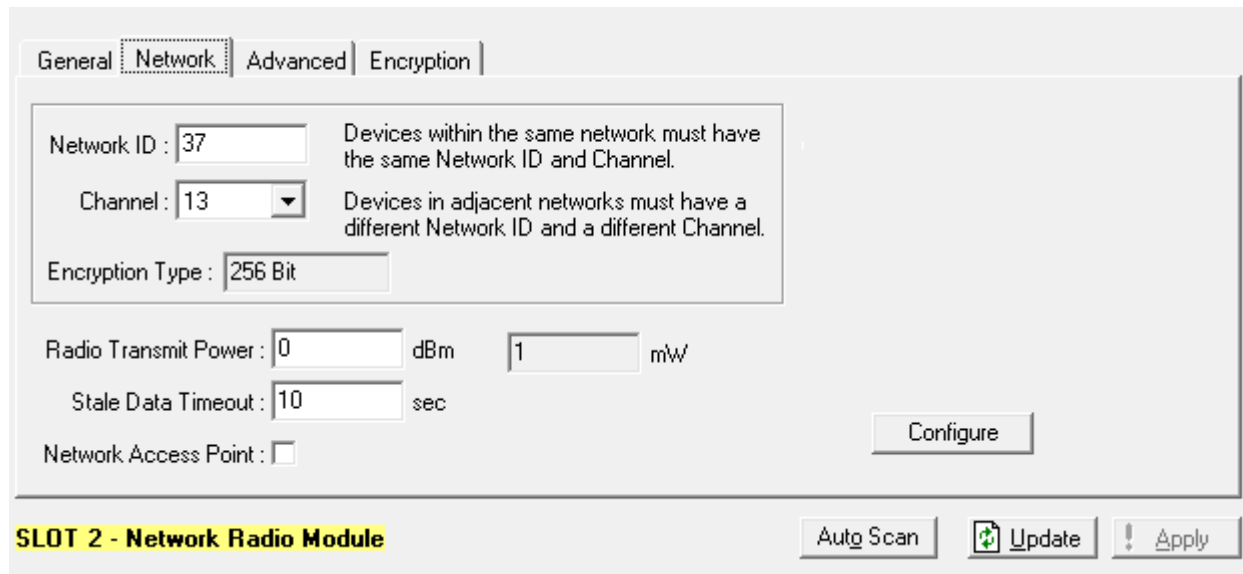 General Network Advanced Encryption
Network ID : 37
Devices within the same network must have
the same Network ID and Channel.
Channel : 13
Devices in adjacent networks must have a
different Network ID and a different Channel.
Encryption Type : 256 Bit
Radio Transmit Power : 0 dBm 1 mW
Stale Data Timeout : 10 sec
Network Access Point :
Configure
SLOT 2 - Network Radio Module
Auto Scan Update ! Apply